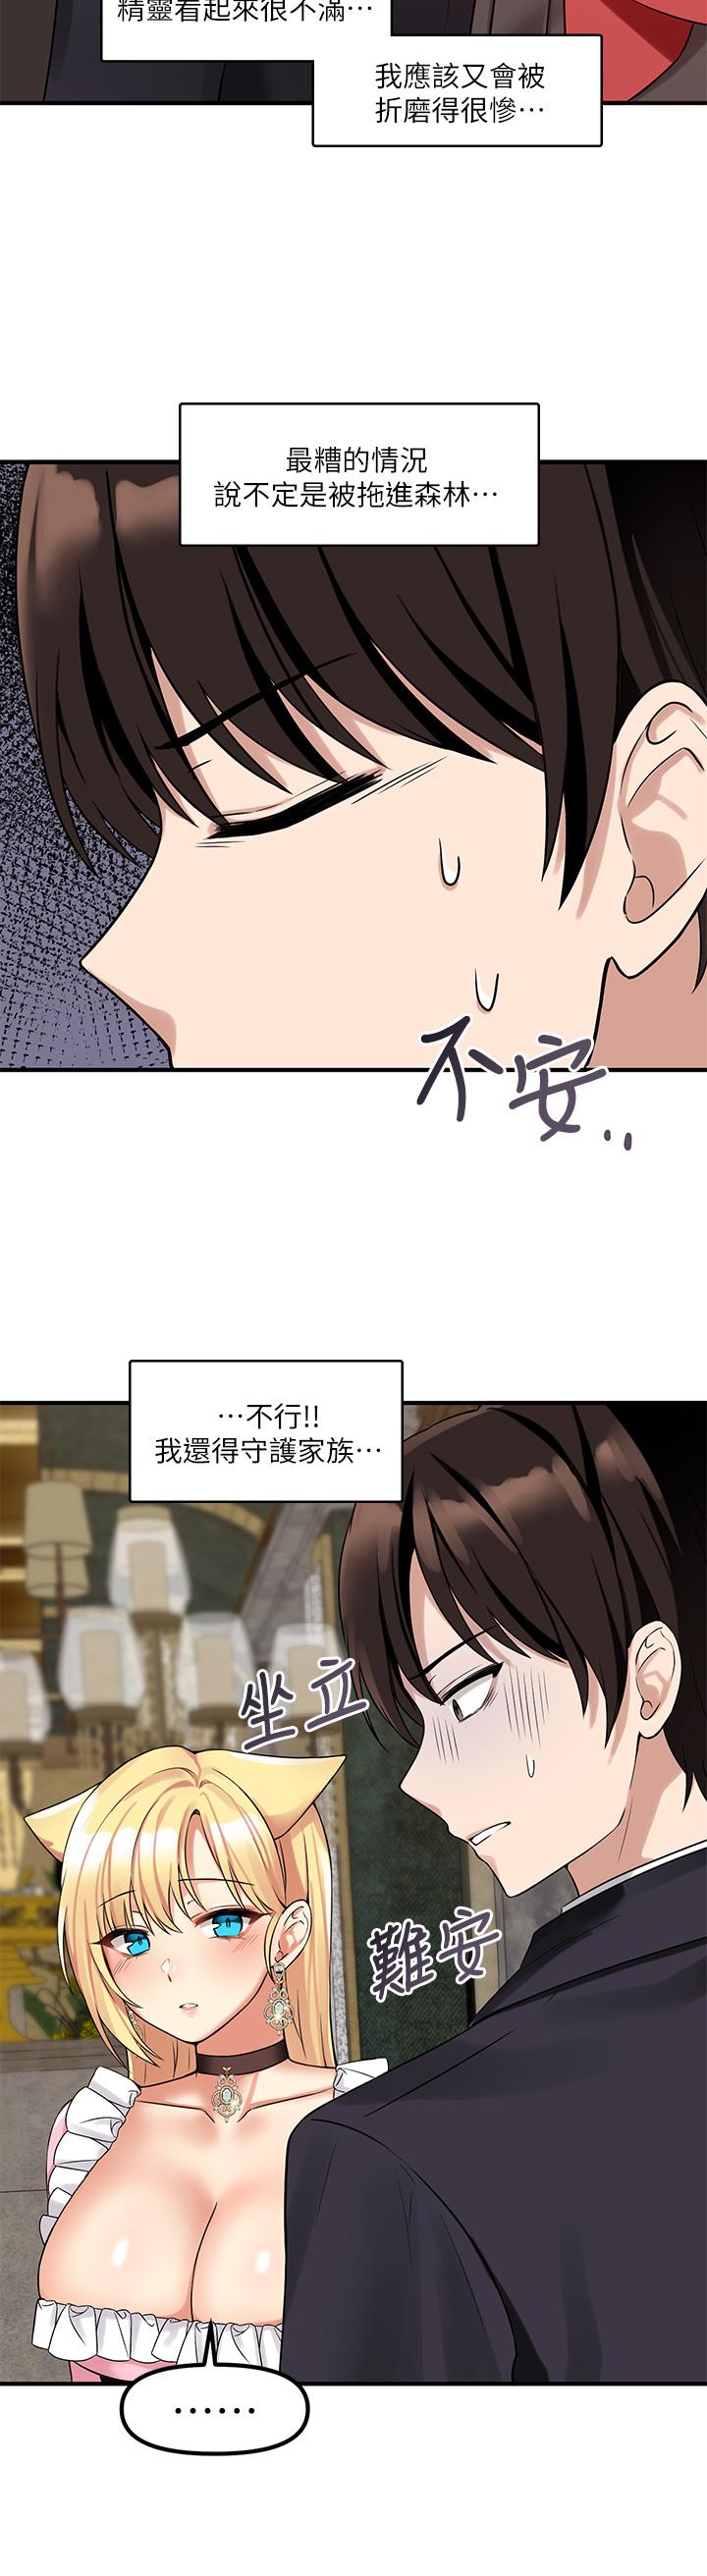 精靈看起來很不滿⋯
我應該又會被
折磨得很慘⋯
最糟的情況
說不定是被拖進森林⋯
不安..
⋯不行!!
我還得守護家族⋯
坐立
難安
⋯⋯